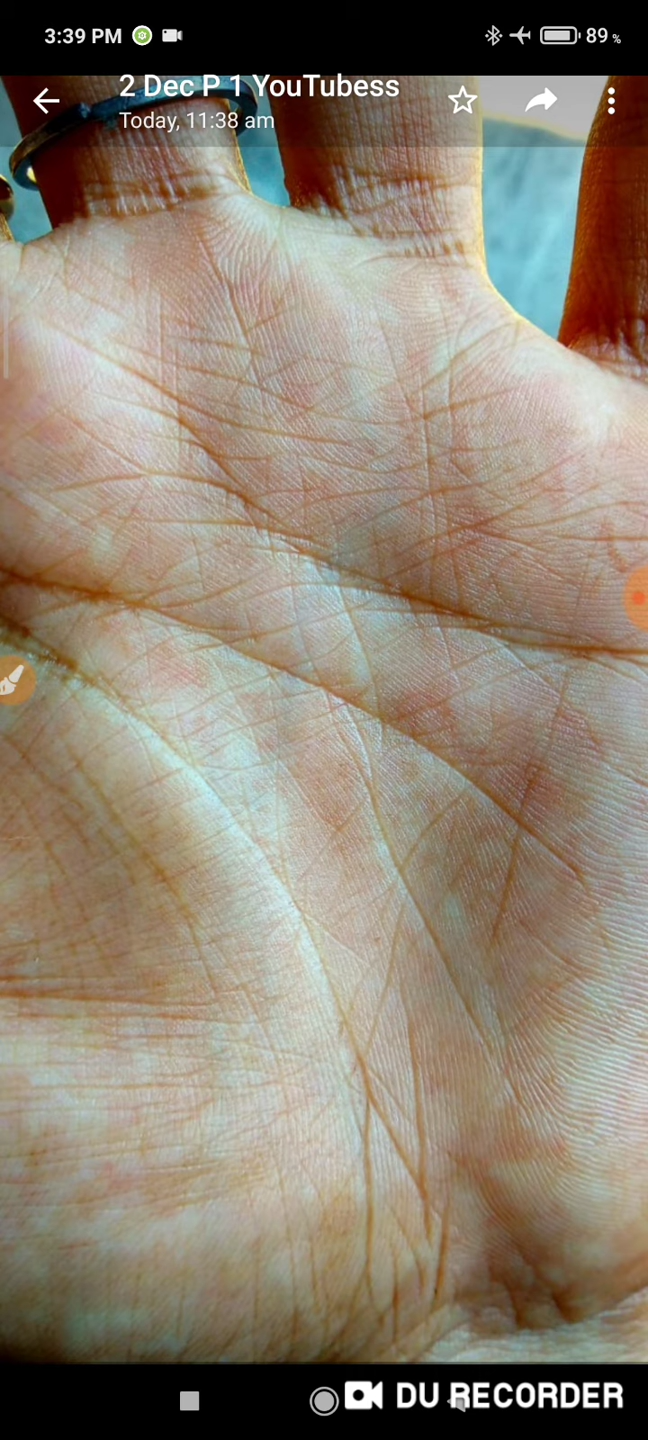 3:39 PM
89%
2 Dec P 1 YouTubess
Today, 11:38 am
DU RECORDER